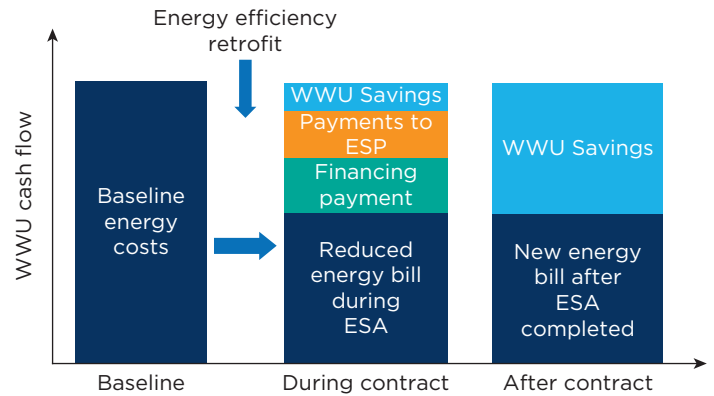 Energy efficiency
retrofit
WWU cash flow
Baseline
energy
costs
WWU Savings
Payments to
ESP
Financing
payment
Reduced
energy bill
during
ESA
WWU Savings
New energy
bill after
ESA
completed
Baseline
During contract
After contract